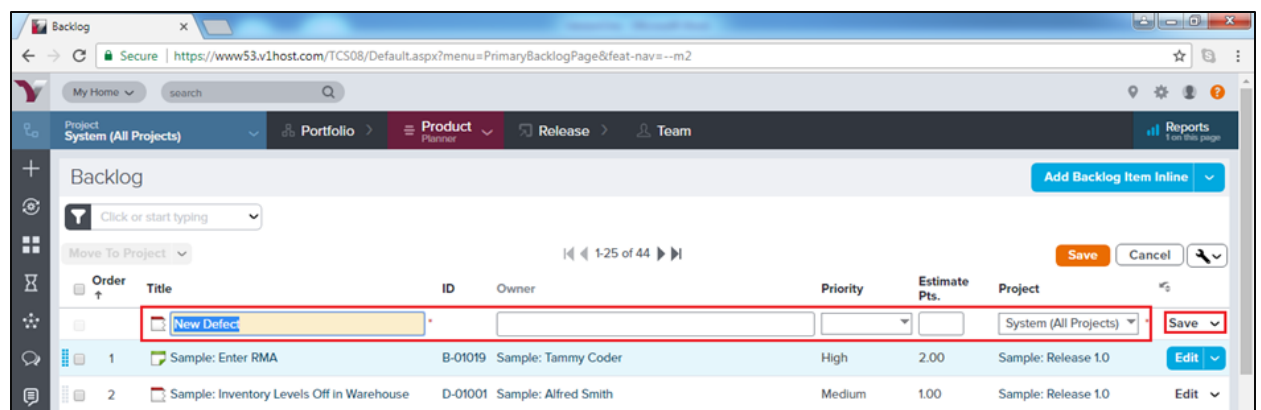 Backlog
Secure | https://www53.v1host.com/TCS08/Default.aspx?menu=PrimaryBacklogPage&feat-nav=--m2
My Home search
Project
System (All Projects) Portfolio Product Planner Release Team Reports 1 on this page
Backlog Add Backlog Item Inline
Click or start typing
Move To Project 1-25 of 44 Save Cancel
Order Title ID Owner Priority Estimate Pts. Project
New Defect * System (All Projects) * Save
1 Sample: Enter RMA B-01019 Sample: Tammy Coder High 2.00 Sample: Release 1.0 Edit
2 Sample: Inventory Levels Off in Warehouse D-01001 Sample: Alfred Smith Medium 1.00 Sample: Release 1.0 Edit